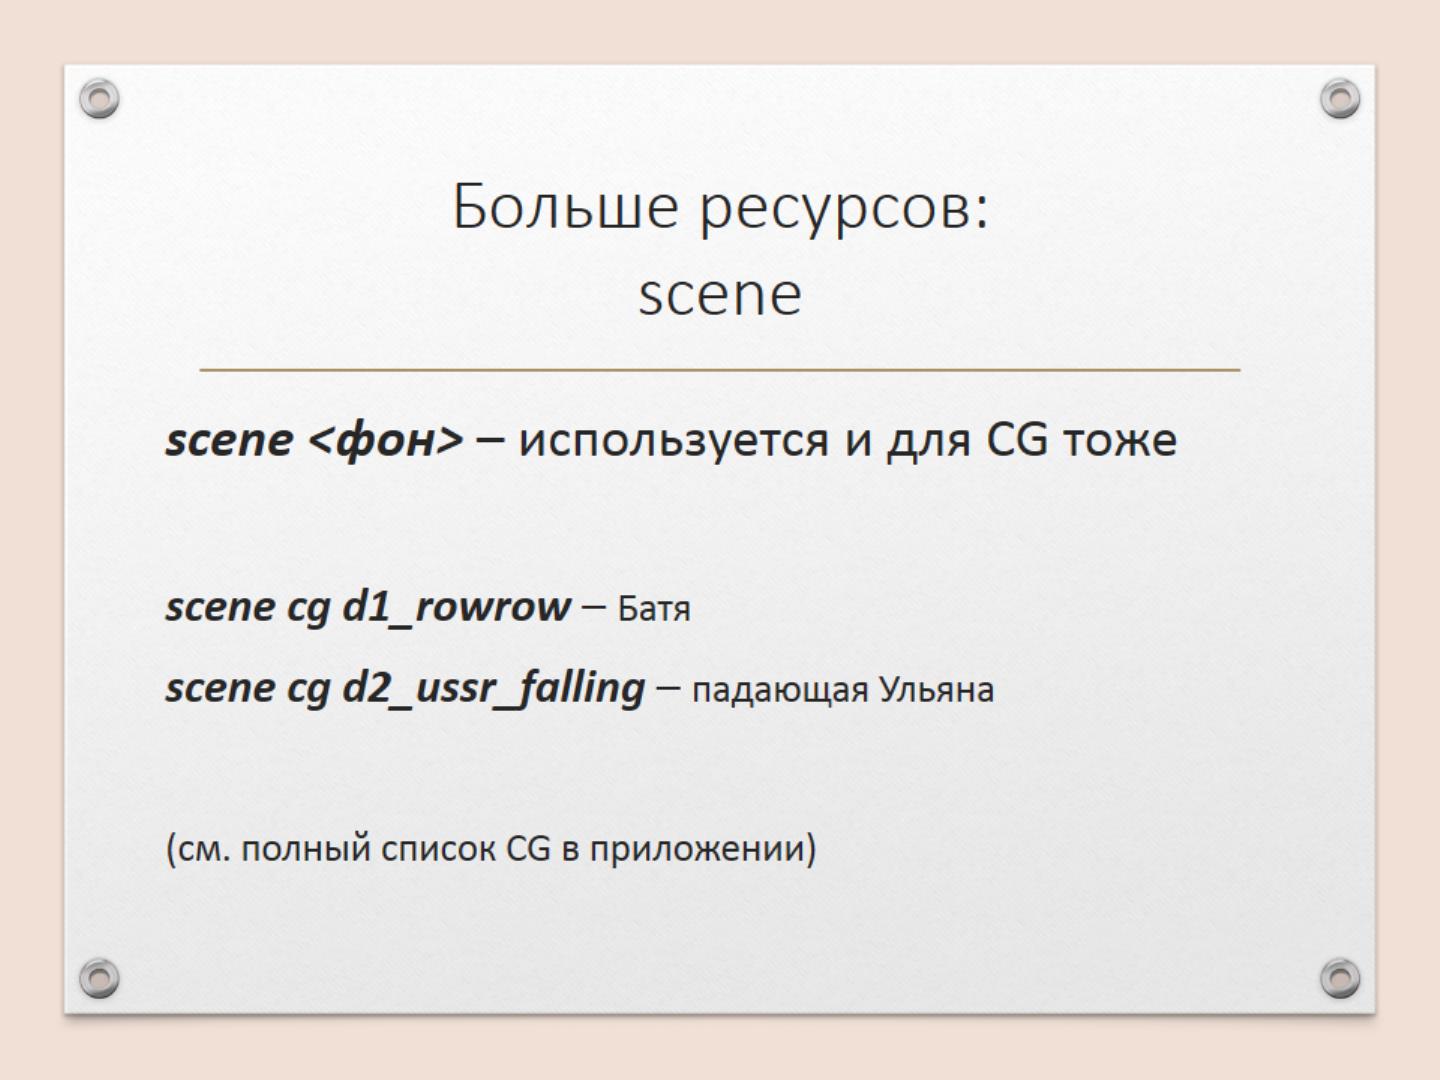 Больше ресурсов:
scene
scene <фон> – используется и для CG тоже
scene cg d1_rowrow – Батя
scene cg d2_ussr_falling – падающая Ульяна
(см. полный список CG в приложении)